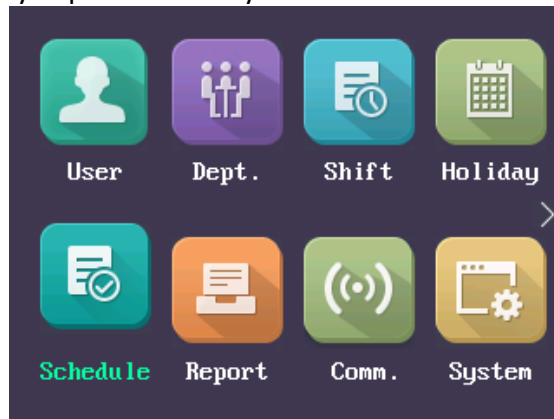 User Dept. Shift Holiday
Schedule Report Comm. System